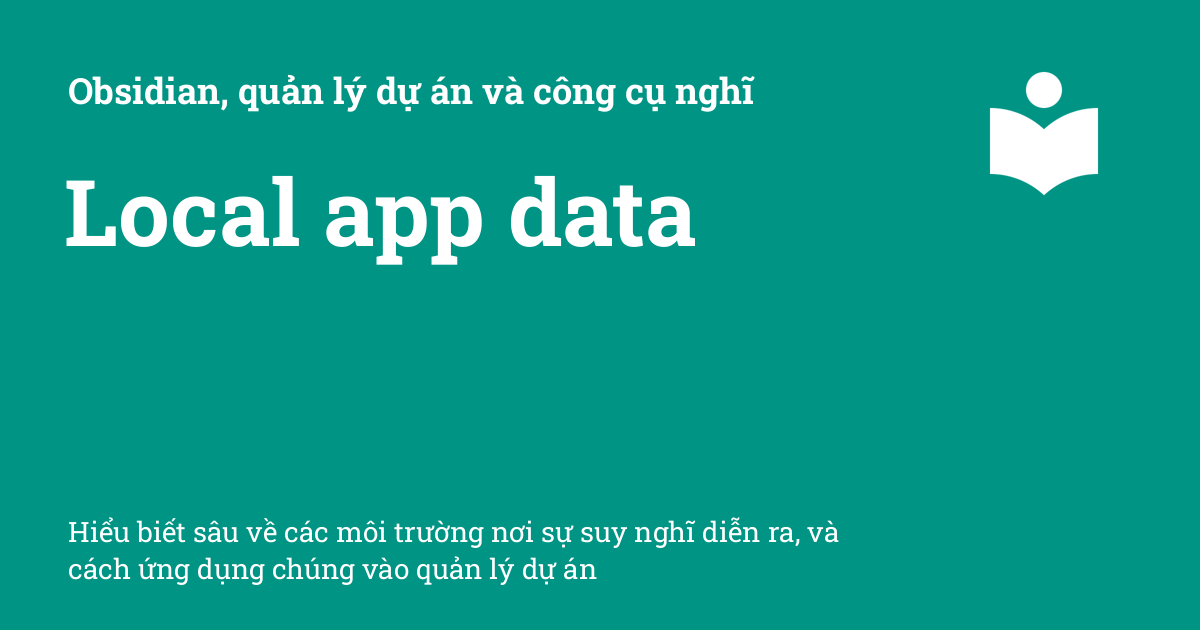 Obsidian, quản lý dự án và công cụ nghĩ
Local app data
Hiểu biết sâu về các môi trường nơi sự suy nghĩ diễn ra, và
cách ứng dụng chúng vào quản lý dự án